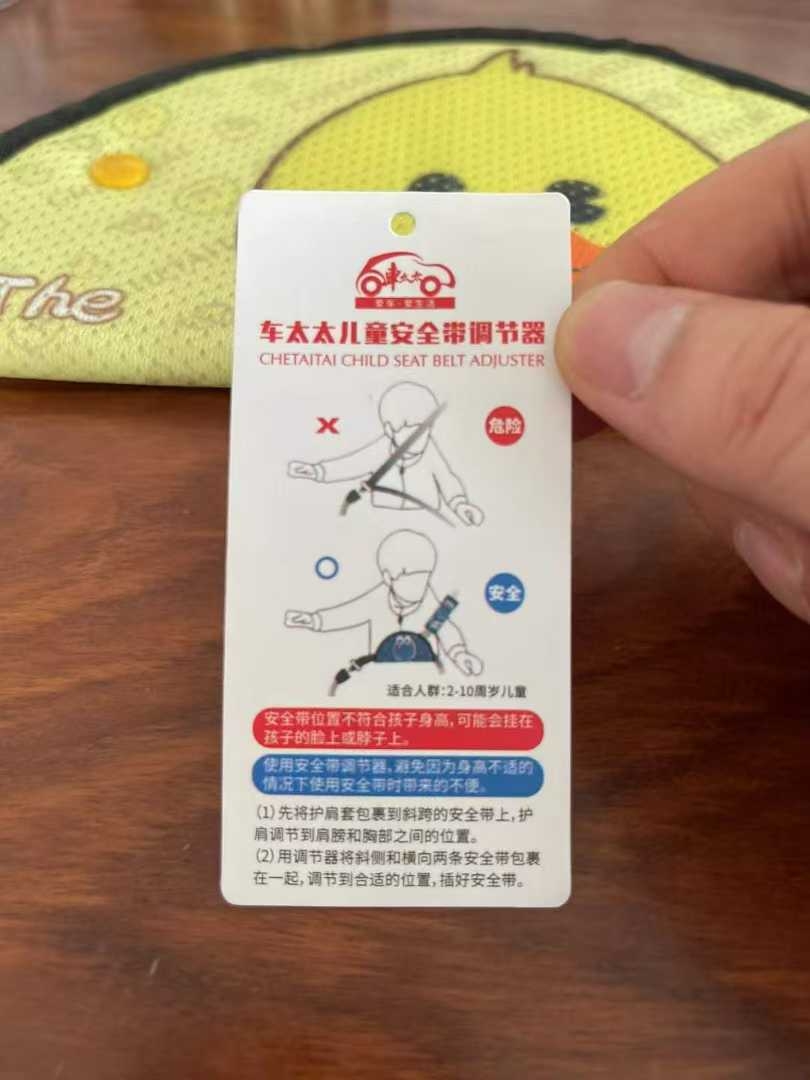 The
車太太
爱车·爱生活
车太太儿童安全带调节器
CHETAITAI CHILD SEAT BELT ADJUSTER
X
危险
安全
适合人群:2-10周岁儿童
安全带位置不符合孩子身高,可能会挂在
孩子的脸上或脖子上。
使用安全带调节器,避免因为身高不适的
情况下使用安全带时带来的不便。
(1)先将护肩套包裹到斜跨的安全带上,护
肩调节到肩膀和胸部之间的位置。
(2)用调节器将斜侧和横向两条安全带包裹
在一起,调节到合适的位置,插好安全带。